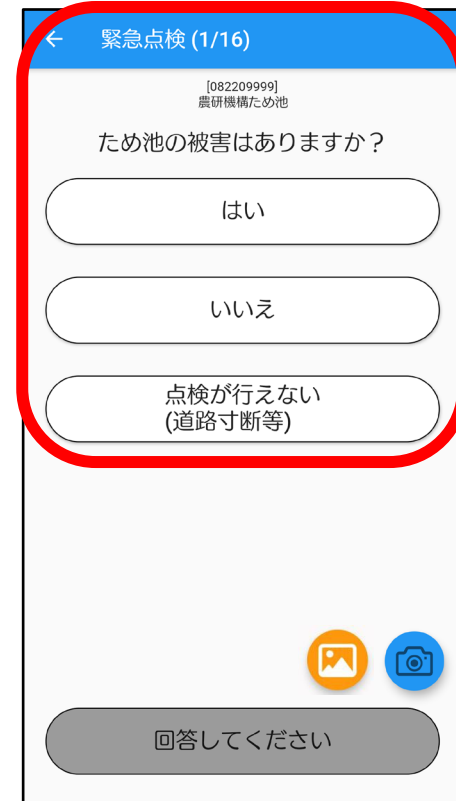 緊急点検 (1/16)
[082209999]
農研機構ため池
ため池の被害はありますか？
はい
いいえ
点検が行えない
(道路寸断等)
回答してください